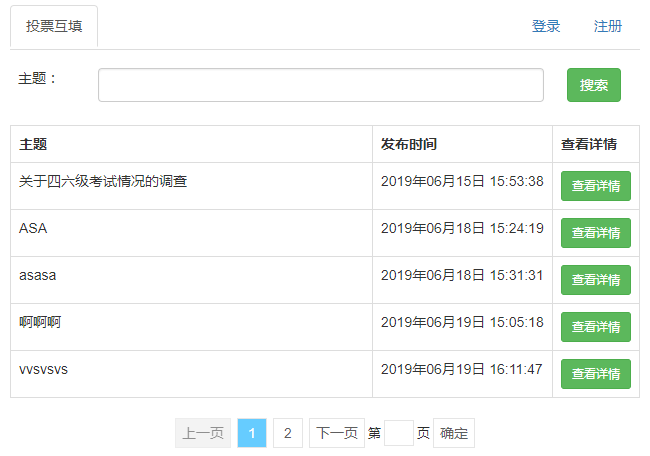 投票互填 登录 注册
主题： 搜索
主题 发布时间 查看详情
关于四六级考试情况的调查 2019年06月15日 15:53:38 查看详情
ASA 2019年06月18日 15:24:19 查看详情
asasa 2019年06月18日 15:31:31 查看详情
啊啊啊 2019年06月19日 15:05:18 查看详情
vvsvsvs 2019年06月19日 16:11:47 查看详情
上一页 1 2 下一页 第 页 确定